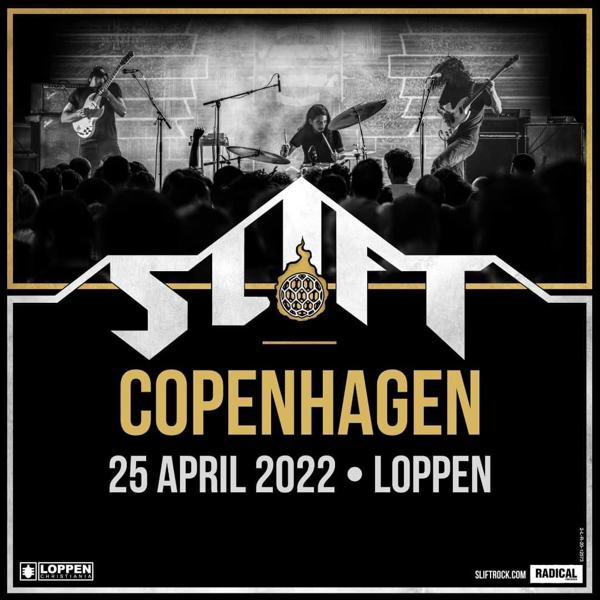 SLIFT
COPENHAGEN
25 APRIL 2022 • LOPPEN
LOPPEN
CHRISTIANIA
SLIFTROCK.COM
RADICAL